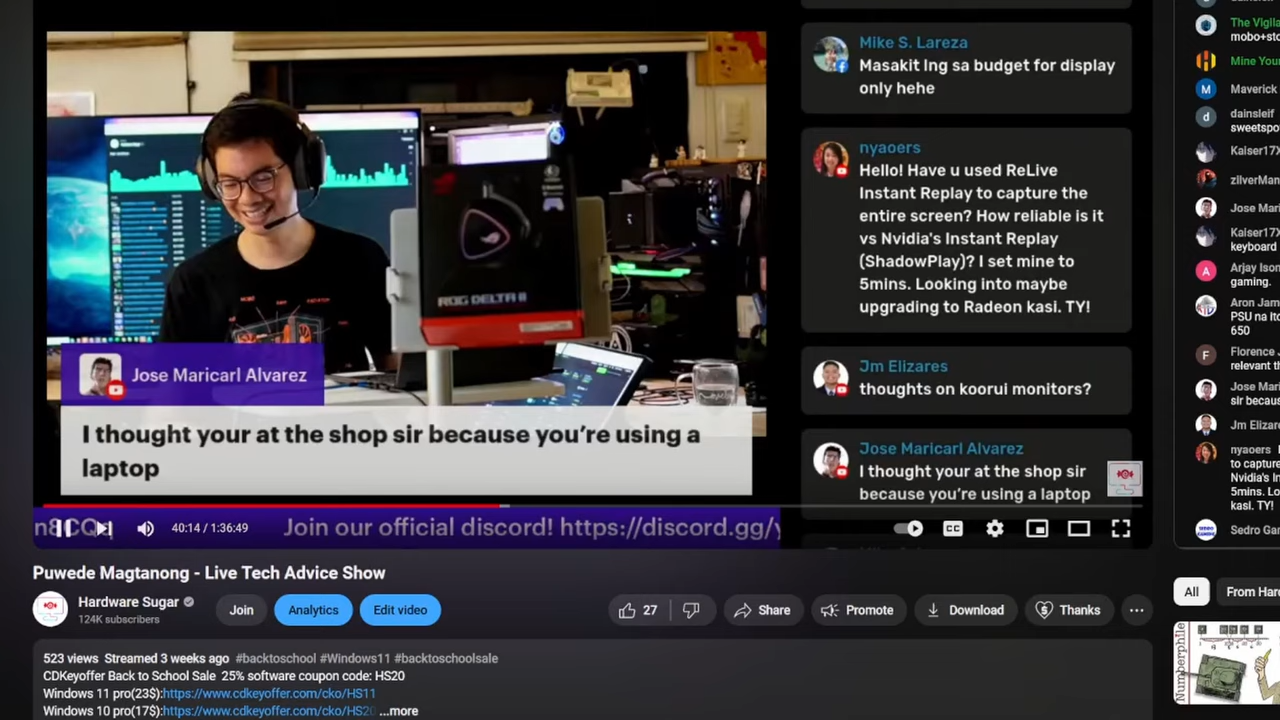 Mike S. Lareza
Masakit lng sa budget for display
only hehe
nyaoers
Hello! Have u used ReLive
Instant Replay to capture the
entire screen? How reliable is it
vs Nvidia's Instant Replay
(ShadowPlay)? I set mine to
5mins. Looking into maybe
upgrading to Radeon kasi. TY!
Jm Elizares
thoughts on koorui monitors?
Jose Maricarl Alvarez
I thought your at the shop sir
because you're using a laptop
ROG DELTA II
Jose Maricarl Alvarez
I thought your at the shop sir because you're using a
laptop
40:14 / 1:36:49
Join our official discord! https://discord.gg/
CC
Puwede Magtanong - Live Tech Advice Show
Hardware Sugar
124K subscribers
Join
Analytics
Edit video
27
Share
Promote
Download
Thanks
523 views Streamed 3 weeks ago #backtoschool #Windows11 #backtoschoolsale
CDKeyoffer Back to School Sale 25% software coupon code: HS20
Windows 11 pro(23$):https://www.cdkeyoffer.com/cko/HS11
Windows 10 pro(17$):https://www.cdkeyoffer.com/cko/HS20 ...more
The Vigila
mobo+sto
Mine Your
M
Maverick
d
dainsleif
sweetspo
Kaiser17X
zilverMan
Jose Mari
Kaiser17X
keyboard
A
Arjay Ison
gaming.
Aron Jam
PSU na ito
650
F
Florence J
relevant th
Jose Mari
sir becaus
Jm Elizare
nyaoers
to capture
Nvidia's In
5mins. Lo
kasi. TY!
Sedro Gan
All
From Har
Numberphile